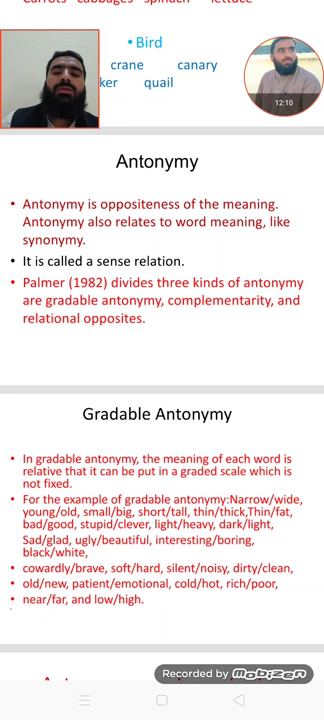 Carrots cabbages spinach lettuce
• Bird
crane canary
ker quail
12:10
Antonymy
• Antonymy is oppositeness of the meaning.
Antonymy also relates to word meaning, like
synonymy.
• It is called a sense relation.
• Palmer (1982) divides three kinds of antonymy
are gradable antonymy, complementarity, and
relational opposites.
Gradable Antonymy
• In gradable antonymy, the meaning of each word is
relative that it can be put in a graded scale which is
not fixed.
• For the example of gradable antonymy:Narrow/wide,
young/old, small/big, short/tall, thin/thick,Thin/fat,
bad/good, stupid/clever, light/heavy, dark/light,
Sad/glad, ugly/beautiful, interesting/boring,
black/white,
• cowardly/brave, soft/hard, silent/noisy, dirty/clean,
• old/new, patient/emotional, cold/hot, rich/poor,
• near/far, and low/high.
Recorded by Mobizen